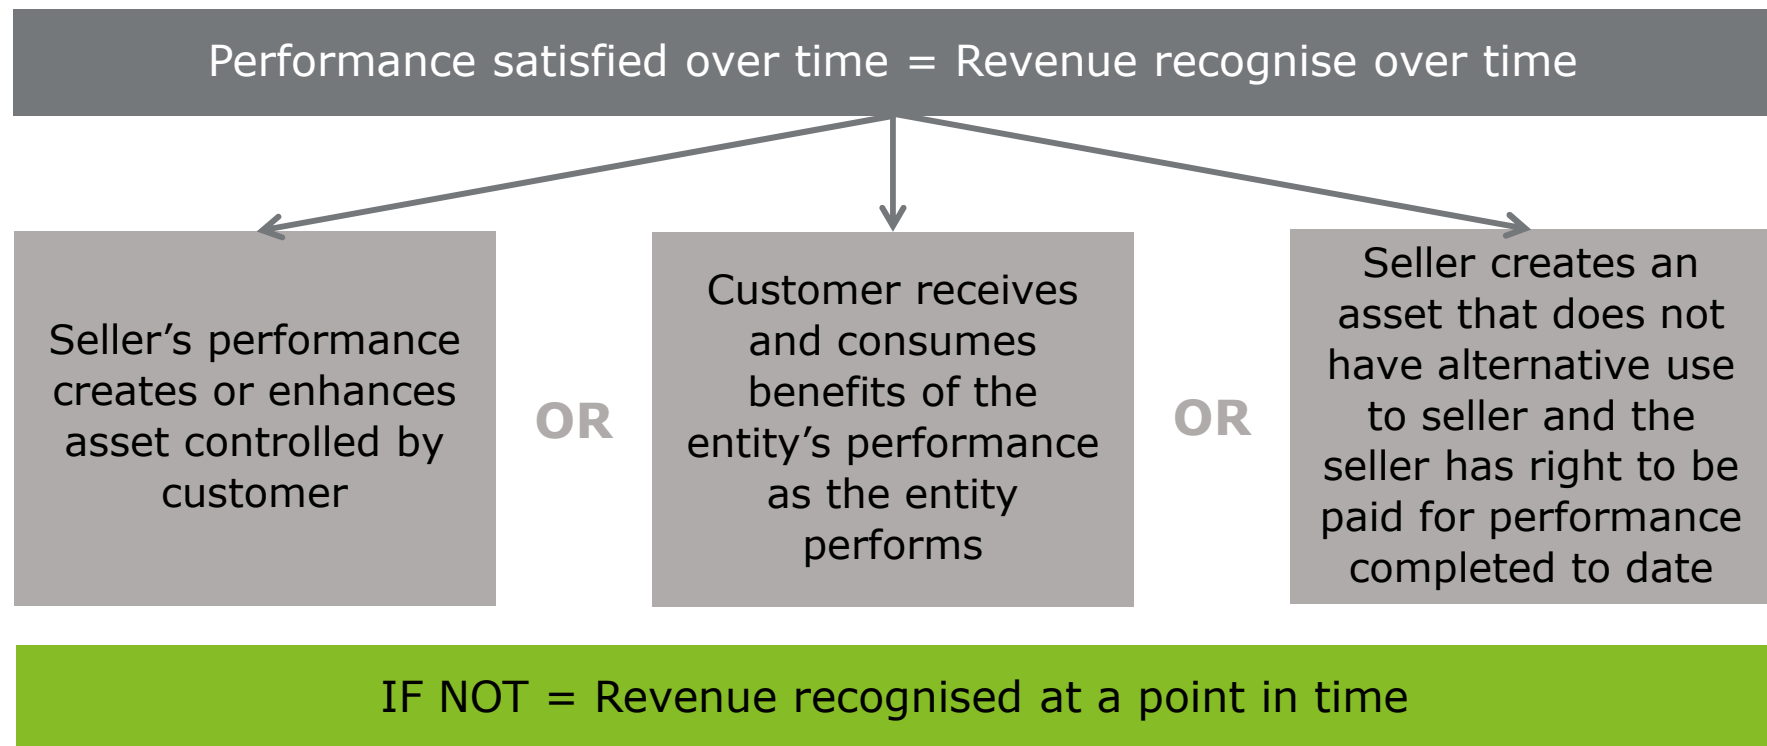 Performance satisfied over time = Revenue recognise over time
Seller’s performance
creates or enhances
asset controlled by
customer
OR
Customer receives
and consumes
benefits of the
entity’s performance
as the entity
performs
OR
Seller creates an
asset that does not
have alternative use
to seller and the
seller has right to be
paid for performance
completed to date
IF NOT = Revenue recognised at a point in time